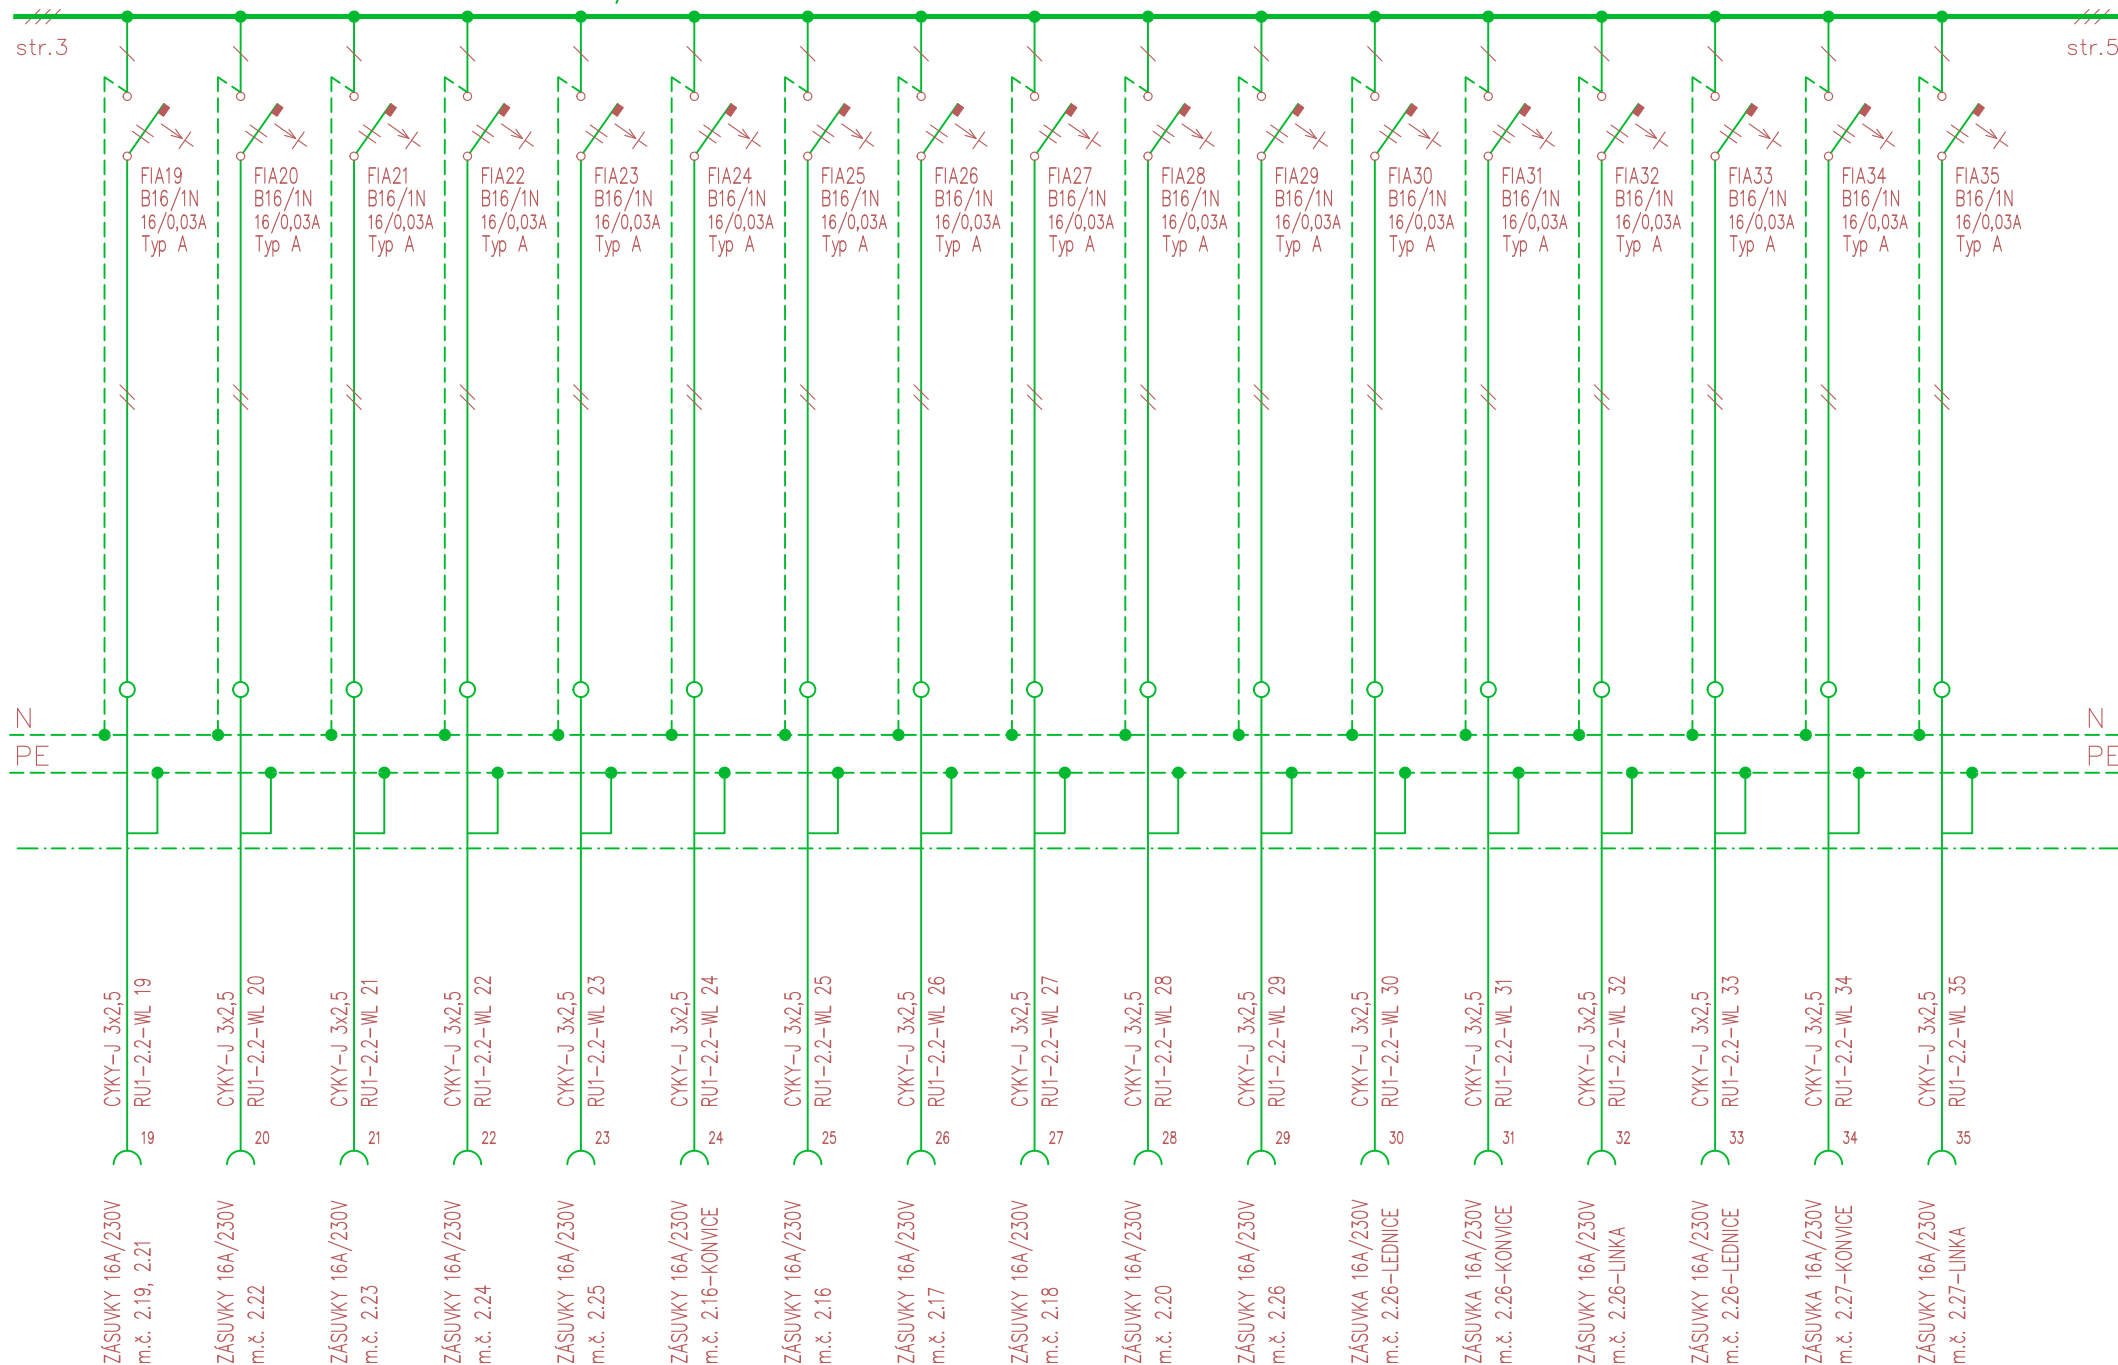 str.3
str.5
FIA19
B16/1N
16/0,03A
Typ A
FIA20
B16/1N
16/0,03A
Typ A
FIA21
B16/1N
16/0,03A
Typ A
FIA22
B16/1N
16/0,03A
Typ A
FIA23
B16/1N
16/0,03A
Typ A
FIA24
B16/1N
16/0,03A
Typ A
FIA25
B16/1N
16/0,03A
Typ A
FIA26
B16/1N
16/0,03A
Typ A
FIA27
B16/1N
16/0,03A
Typ A
FIA28
B16/1N
16/0,03A
Typ A
FIA29
B16/1N
16/0,03A
Typ A
FIA30
B16/1N
16/0,03A
Typ A
FIA31
B16/1N
16/0,03A
Typ A
FIA32
B16/1N
16/0,03A
Typ A
FIA33
B16/1N
16/0,03A
Typ A
FIA34
B16/1N
16/0,03A
Typ A
FIA35
B16/1N
16/0,03A
Typ A
N
N
PE
PE
CYKY-J 3x2,5
RU1-2.2-WL 19
CYKY-J 3x2,5
RU1-2.2-WL 20
CYKY-J 3x2,5
RU1-2.2-WL 21
CYKY-J 3x2,5
RU1-2.2-WL 22
CYKY-J 3x2,5
RU1-2.2-WL 23
CYKY-J 3x2,5
RU1-2.2-WL 24
CYKY-J 3x2,5
RU1-2.2-WL 25
CYKY-J 3x2,5
RU1-2.2-WL 26
CYKY-J 3x2,5
RU1-2.2-WL 27
CYKY-J 3x2,5
RU1-2.2-WL 28
CYKY-J 3x2,5
RU1-2.2-WL 29
CYKY-J 3x2,5
RU1-2.2-WL 30
CYKY-J 3x2,5
RU1-2.2-WL 31
CYKY-J 3x2,5
RU1-2.2-WL 32
CYKY-J 3x2,5
RU1-2.2-WL 33
CYKY-J 3x2,5
RU1-2.2-WL 34
CYKY-J 3x2,5
RU1-2.2-WL 35
19
20
21
22
23
24
25
26
27
28
29
30
31
32
33
34
35
ZÁSUVKY 16A/230V
m.č. 2.19, 2.21
ZÁSUVKY 16A/230V
m.č. 2.22
ZÁSUVKY 16A/230V
m.č. 2.23
ZÁSUVKY 16A/230V
m.č. 2.24
ZÁSUVKY 16A/230V
m.č. 2.25
ZÁSUVKA 16A/230V
m.č. 2.16-KONVICE
ZÁSUVKY 16A/230V
m.č. 2.16
ZÁSUVKY 16A/230V
m.č. 2.17
ZÁSUVKY 16A/230V
m.č. 2.18
ZÁSUVKY 16A/230V
m.č. 2.20
ZÁSUVKY 16A/230V
m.č. 2.26
ZÁSUVKA 16A/230V
m.č. 2.26-LEDNICE
ZÁSUVKA 16A/230V
m.č. 2.26-KONVICE
ZÁSUVKY 16A/230V
m.č. 2.26-LINKA
ZÁSUVKY 16A/230V
m.č. 2.26-LEDNICE
ZÁSUVKA 16A/230V
m.č. 2.27-KONVICE
ZÁSUVKY 16A/230V
m.č. 2.27-LINKA